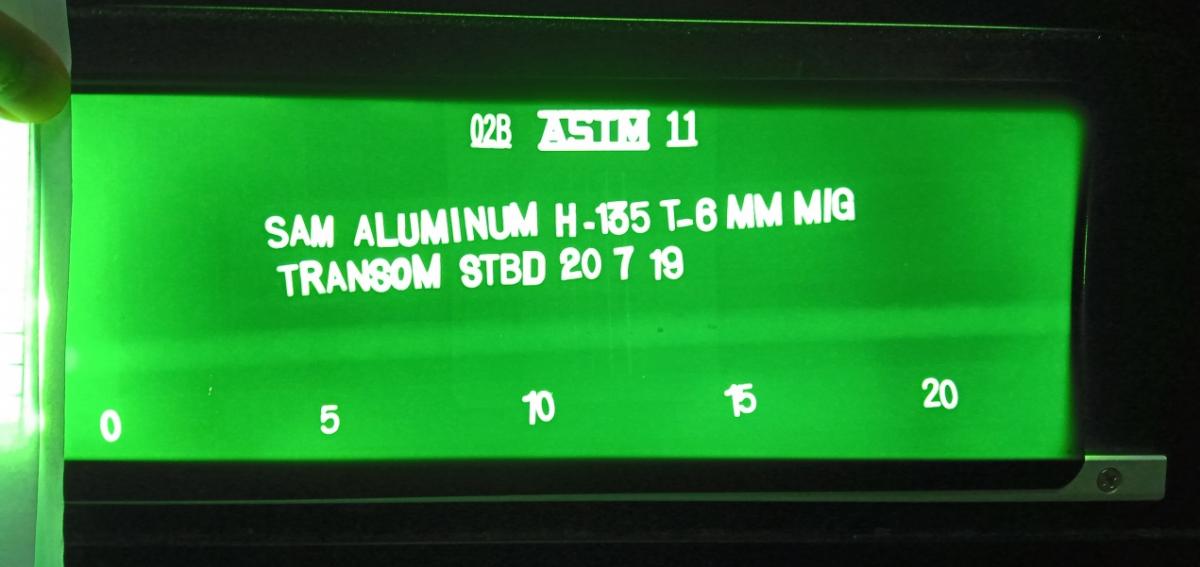 02B ASTM 11
SAM ALUMINUM H-135 T-6 MM MIG
TRANSOM STBD 20 7 19
0 5 10 15 20